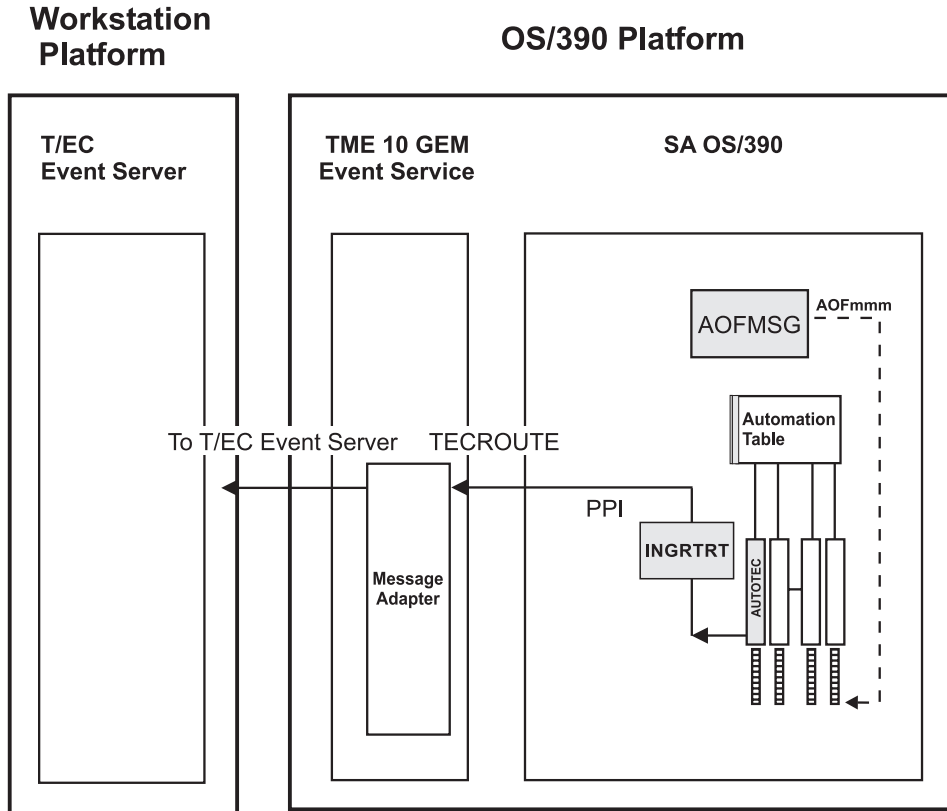 Workstation
Platform
OS/390 Platform
T/EC
Event Server
TME 10 GEM
Event Service
SA OS/390
AOFMSG
AOFmmm
Automation
Table
To T/EC Event Server
TECROUTE
PPI
INGRTRT
AUTOTEC
Message
Adapter